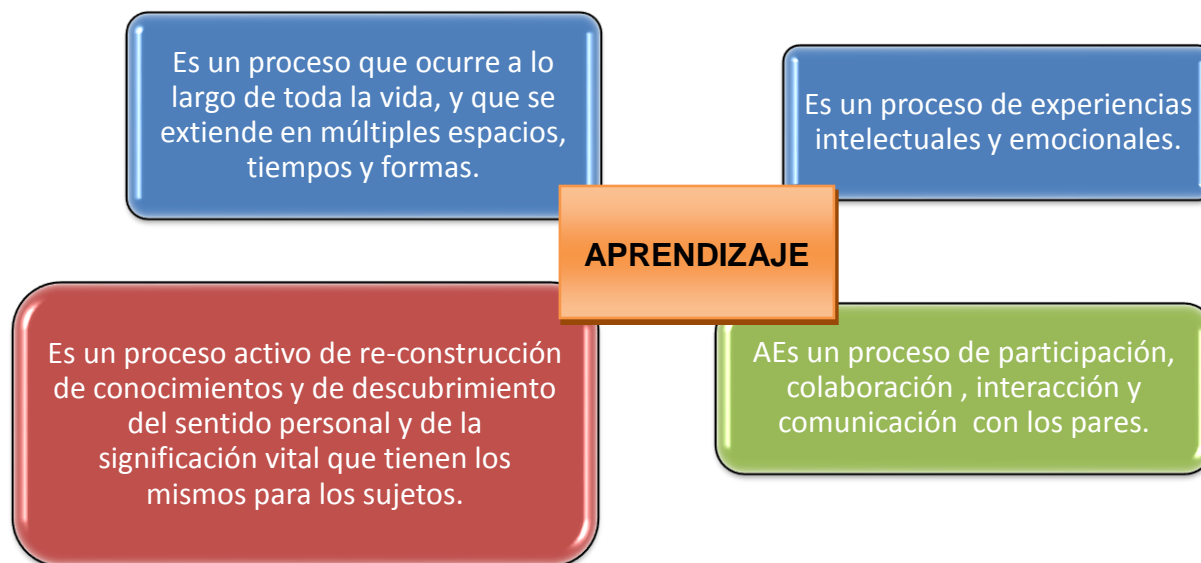 Es un proceso que ocurre a lo
largo de toda la vida, y que se
extiende en múltiples espacios,
tiempos y formas.
Es un proceso de experiencias
intelectuales y emocionales.
APRENDIZAJE
Es un proceso activo de re-construcción
de conocimientos y de descubrimiento
del sentido personal y de la
significación vital que tienen los
mismos para los sujetos.
AEs un proceso de participación,
colaboración , interacción y
comunicación con los pares.